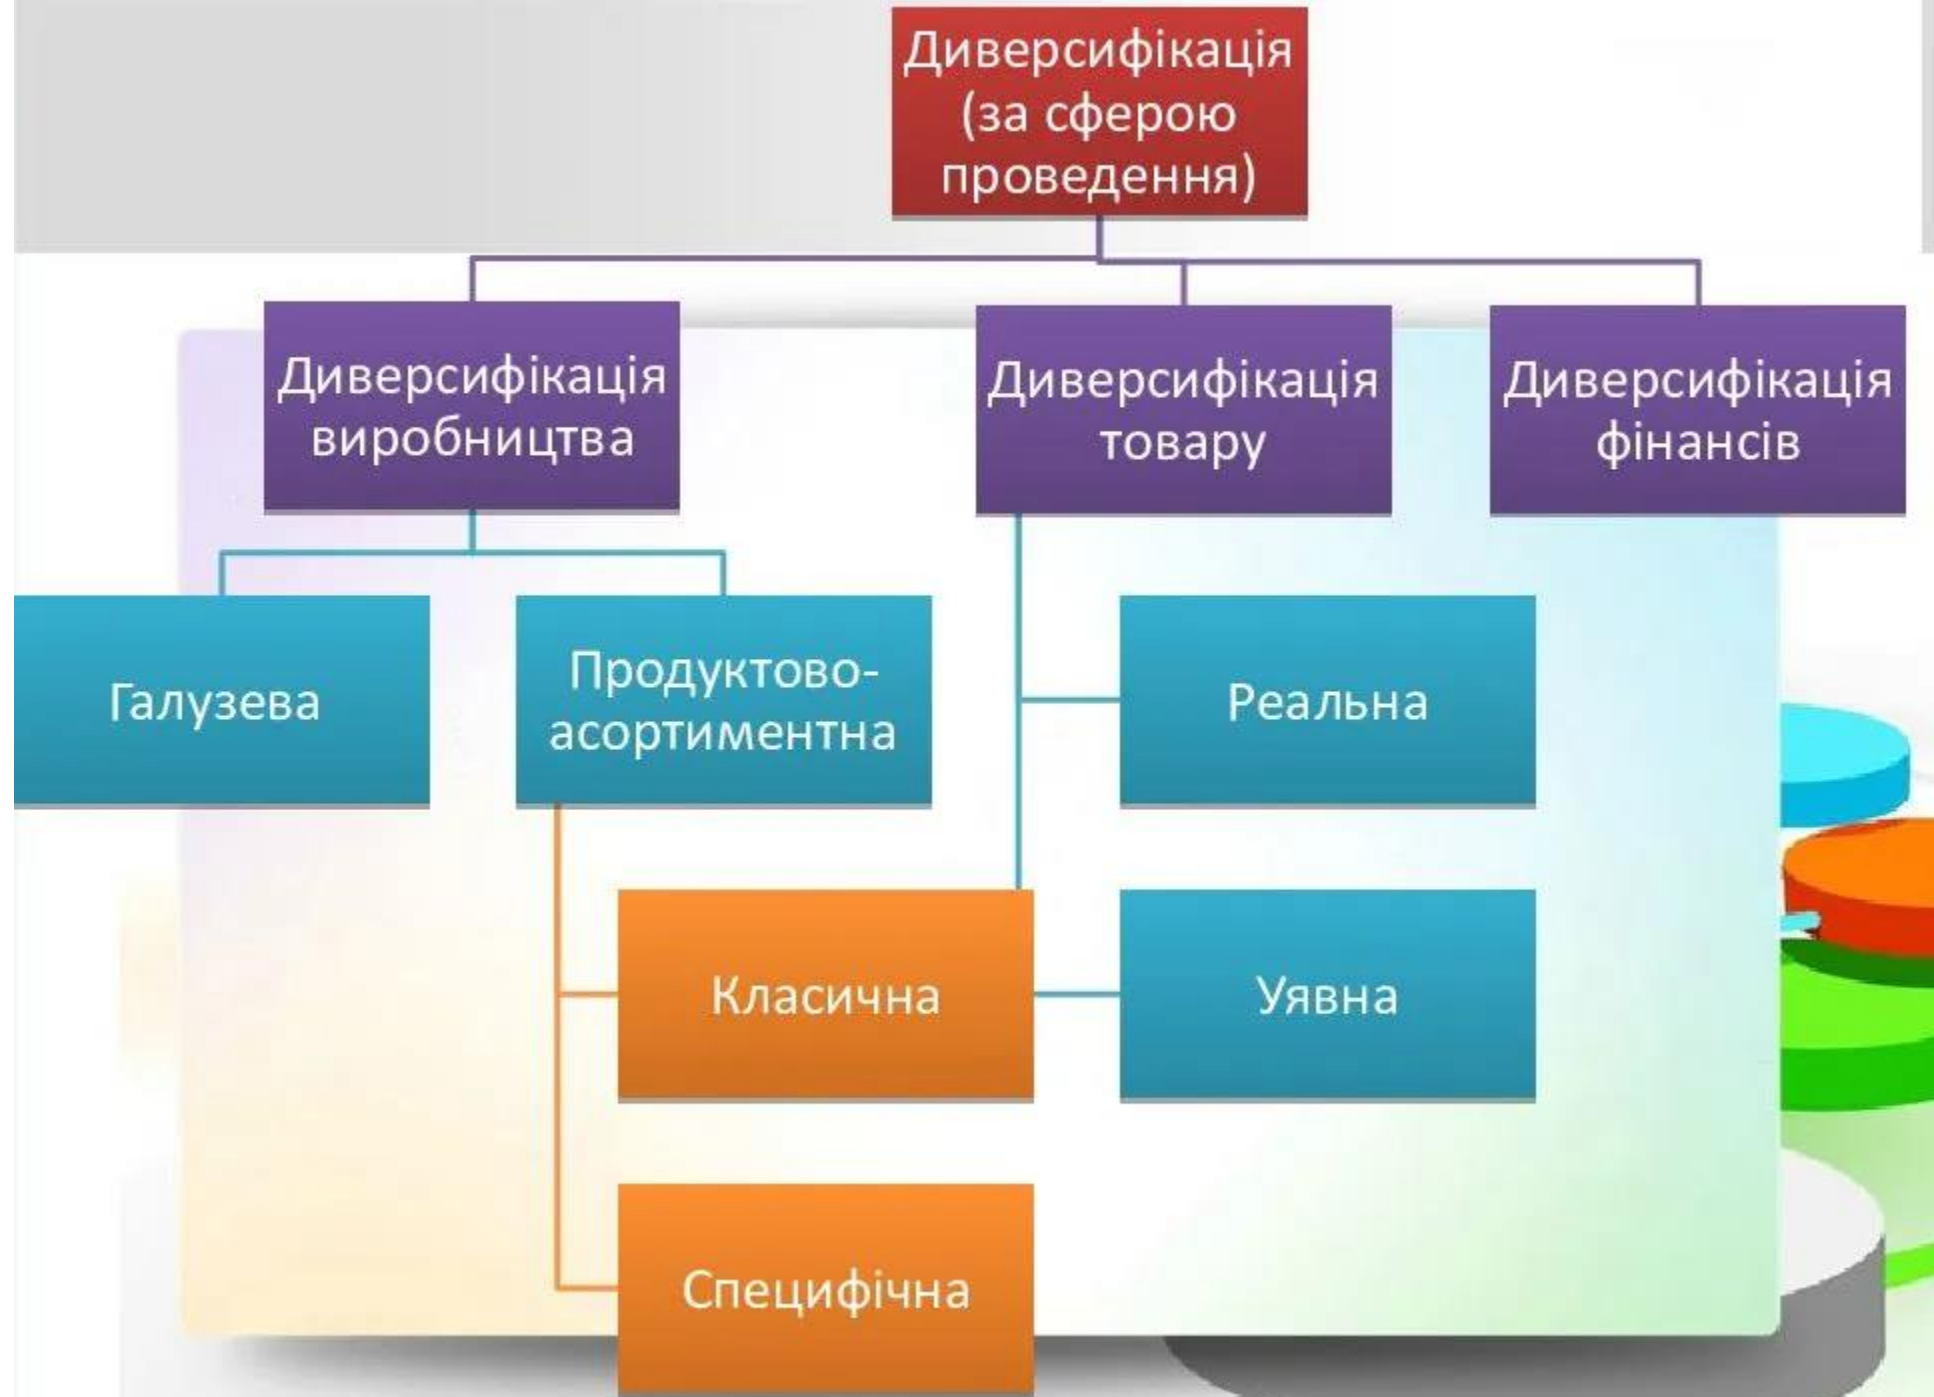 Диверсифікація
(за сферою
проведення)
Диверсифікація
виробництва
Диверсифікація
товару
Диверсифікація
фінансів
Галузева
Продуктово-
асортиментна
Реальна
Класична
Уявна
Специфічна